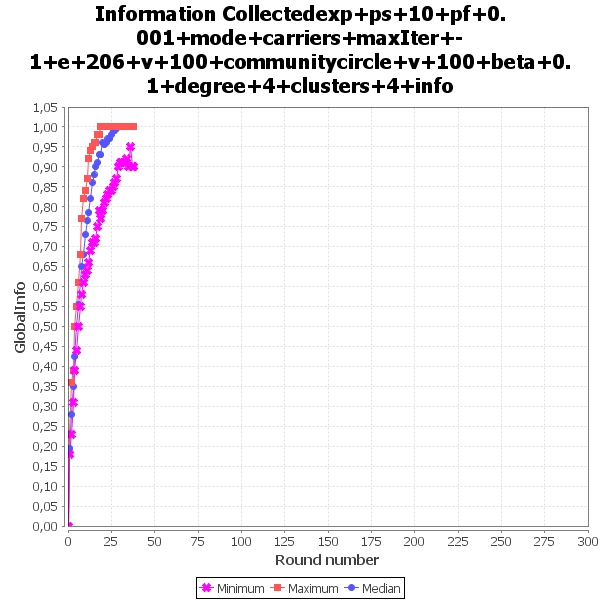 Information Collectedexp+ps+10+pf+0.
001+mode+carriers+maxIter+-
1+e+206+v+100+communitycircle+v+100+beta+0.
1+degree+4+clusters+4+info
1,05
1,00
0,95
0,90
0,85
0,80
0,75
0,70
0,65
0,60
0,55
0,50
0,45
0,40
0,35
0,30
0,25
0,20
0,15
0,10
0,05
0,00
GlobalInfo
0 25 50 75 100 125 150 175 200 225 250 275 300
Round number
Minimum Maximum Median